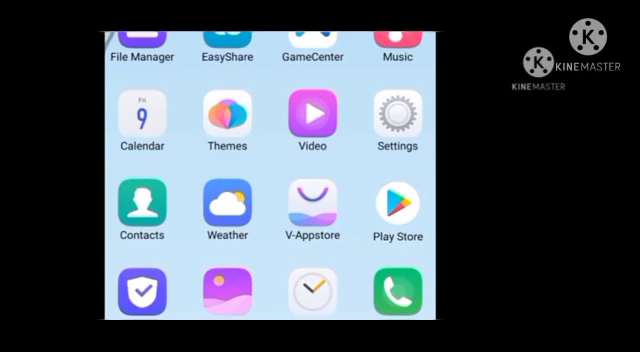 File Manager EasyShare GameCenter Music
KINEMASTER
KINEMASTER
Fri
9
Calendar Themes Video Settings
Contacts Weather V-Appstore Play Store